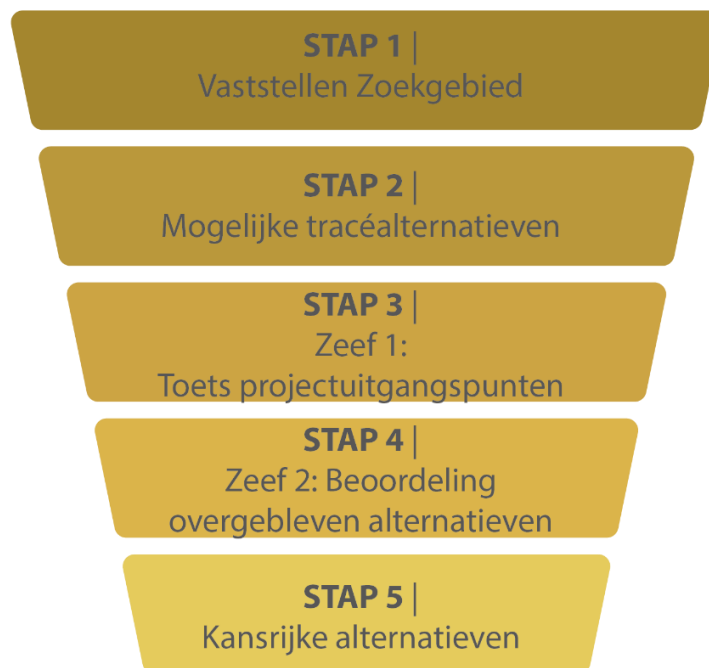 STAP 1 |
Vaststellen Zoekgebied
STAP 2 |
Mogelijke tracéalternatieven
STAP 3 |
Zeef 1:
Toets projectuitgangspunten
STAP 4 |
Zeef 2: Beoordeling
overgebleven alternatieven
STAP 5 |
Kansrijke alternatieven